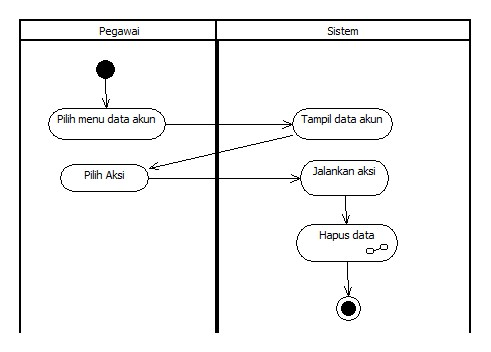 Pegawai
Sistem
Pilih menu data akun
Tampil data akun
Pilih Aksi
Jalankan aksi
Hapus data